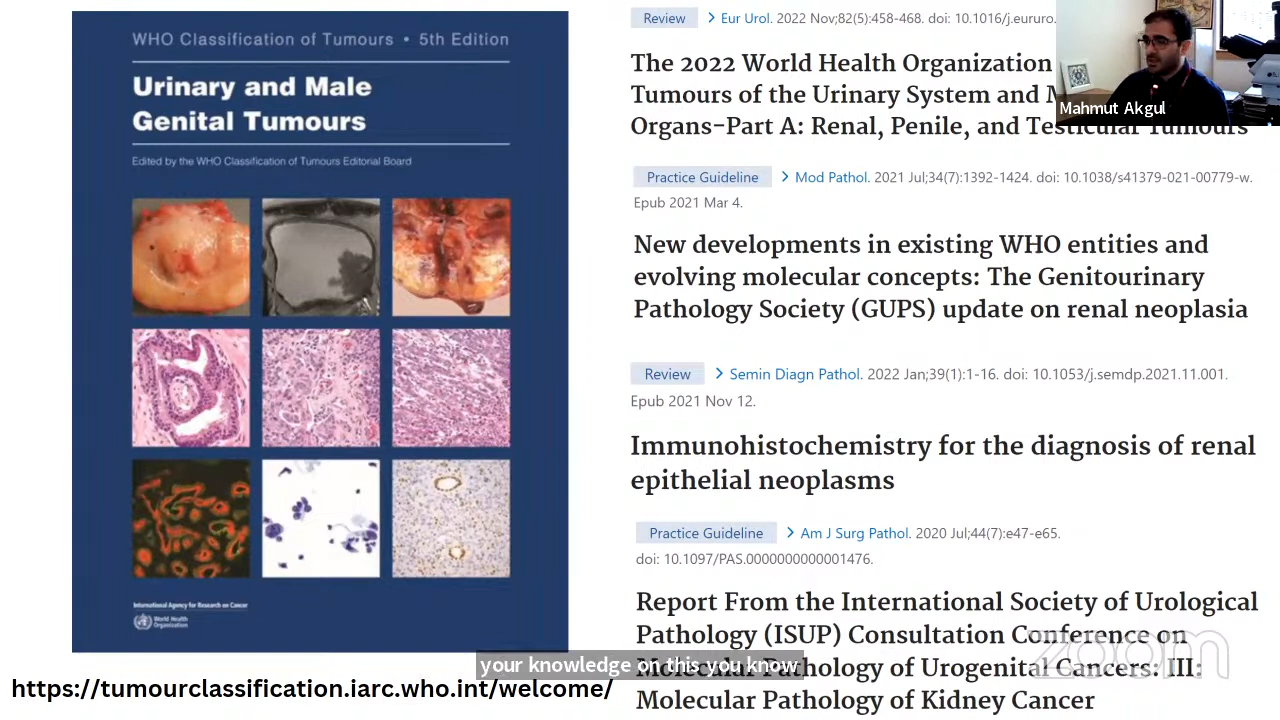 WHO Classification of Tumours • 5th Edition
Urinary and Male
Genital Tumours
Edited by the WHO Classification of Tumours Editorial Board
International Agency for Research on Cancer
World Health
Organization
https://tumourclassification.iarc.who.int/welcome/
Review > Eur Urol. 2022 Nov;82(5):458-468. doi: 10.1016/j.eururo.
The 2022 World Health Organization
Tumours of the Urinary System and
Organs-Part A: Renal, Penile, and Testicular Tumours
Mahmut Akgul
Practice Guideline > Mod Pathol. 2021 Jul;34(7):1392-1424. doi: 10.1038/s41379-021-00779-w.
Epub 2021 Mar 4.
New developments in existing WHO entities and
evolving molecular concepts: The Genitourinary
Pathology Society (GUPS) update on renal neoplasia
Review > Semin Diagn Pathol. 2022 Jan;39(1):1-16. doi: 10.1053/j.semdp.2021.11.001.
Epub 2021 Nov 12.
Immunohistochemistry for the diagnosis of renal
epithelial neoplasms
Practice Guideline > Am J Surg Pathol. 2020 Jul;44(7):e47-e65.
doi: 10.1097/PAS.0000000000001476.
Report From the International Society of Urological
Pathology (ISUP) Consultation Conference on
Molecular Pathology of Urogenital Cancers: III:
Molecular Pathology of Kidney Cancer
zoom
your knowledge on this you know